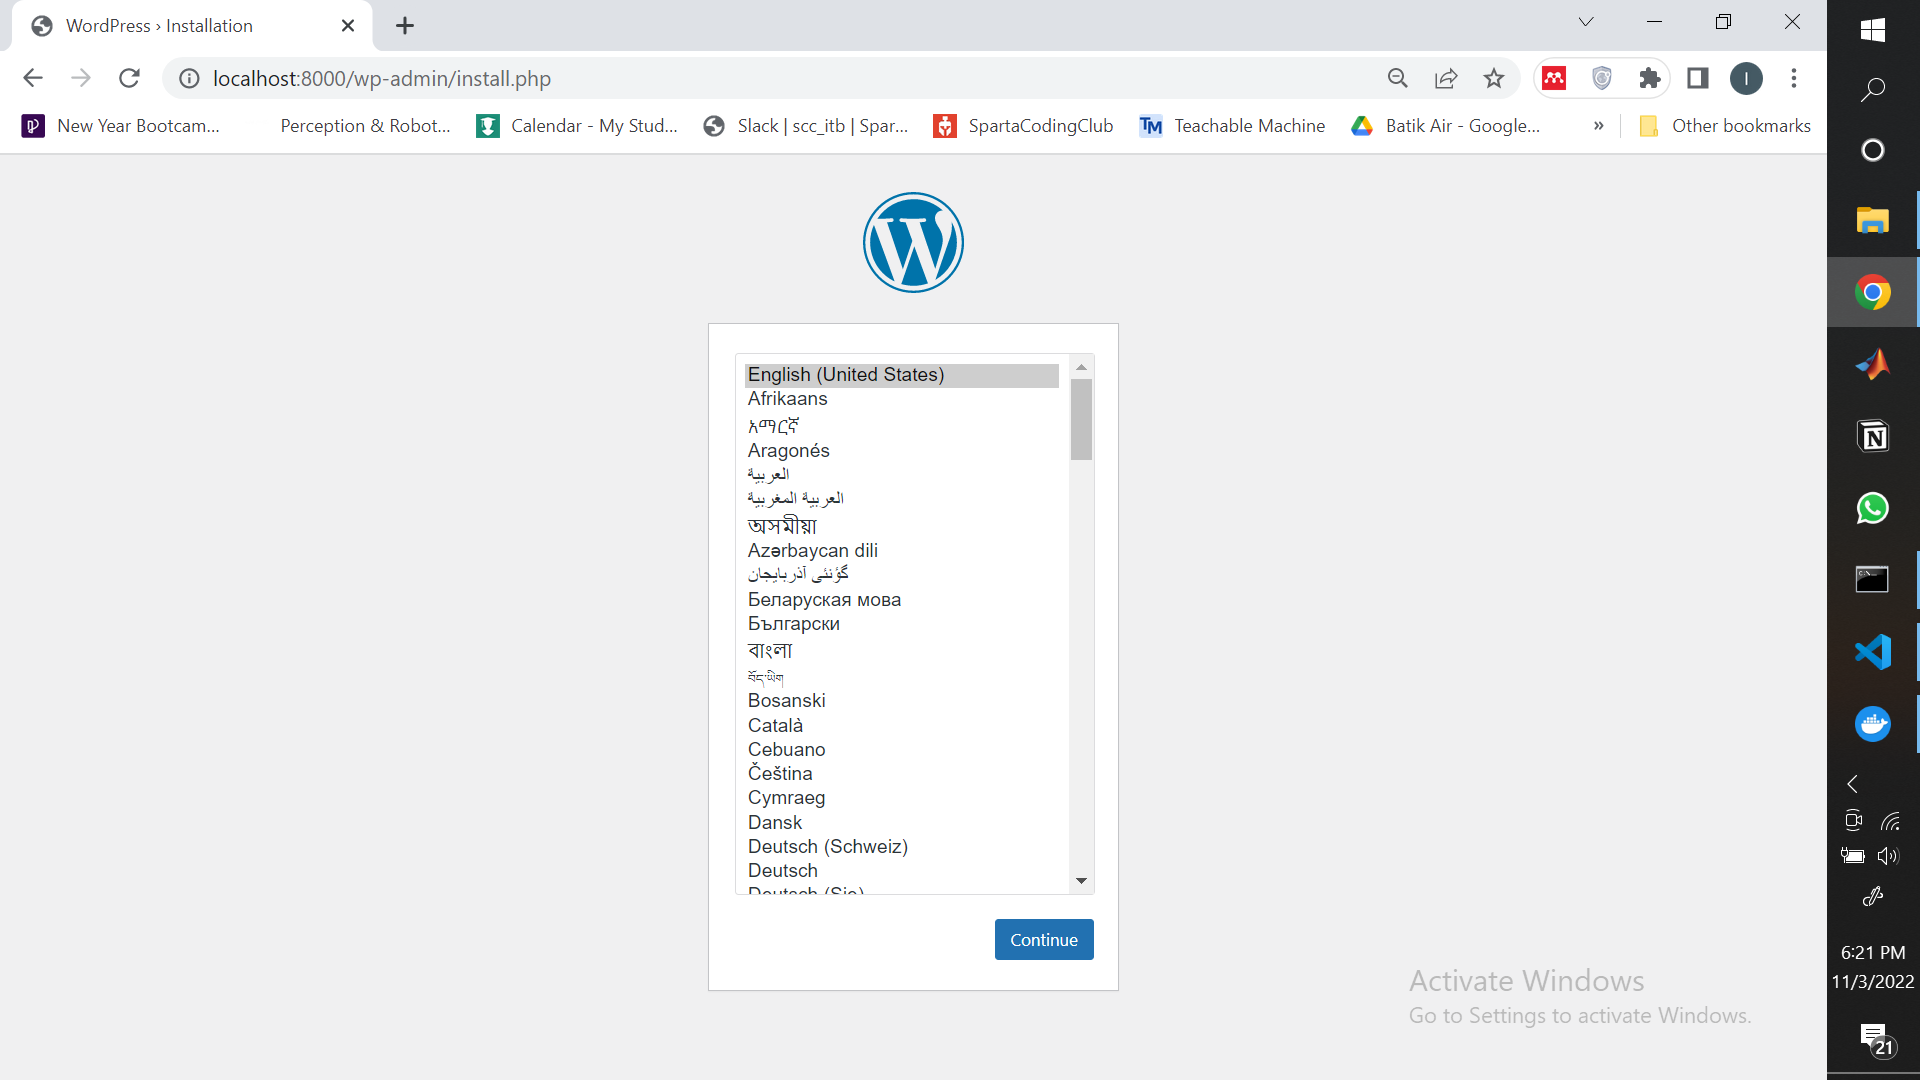 WordPress › Installation
localhost:8000/wp-admin/install.php
New Year Bootcam...
Perception & Robot...
Calendar - My Stud...
Slack | scc_itb | Spar...
SpartaCodingClub
TM
Teachable Machine
Batik Air - Google...
»
Other bookmarks
I
W
English (United States)
Afrikaans
አማርኛ
Aragonés
العربية
العربية المغربية
অসমীয়া
Azərbaycan dili
گؤنئی آذربایجان
Беларуская мова
Български
বাংলা
བོད་ཡིག
Bosanski
Català
Cebuano
Čeština
Cymraeg
Dansk
Deutsch (Schweiz)
Deutsch
Deutsch (Sie)
Continue
Activate Windows
Go to Settings to activate Windows.
6:21 PM
11/3/2022
21